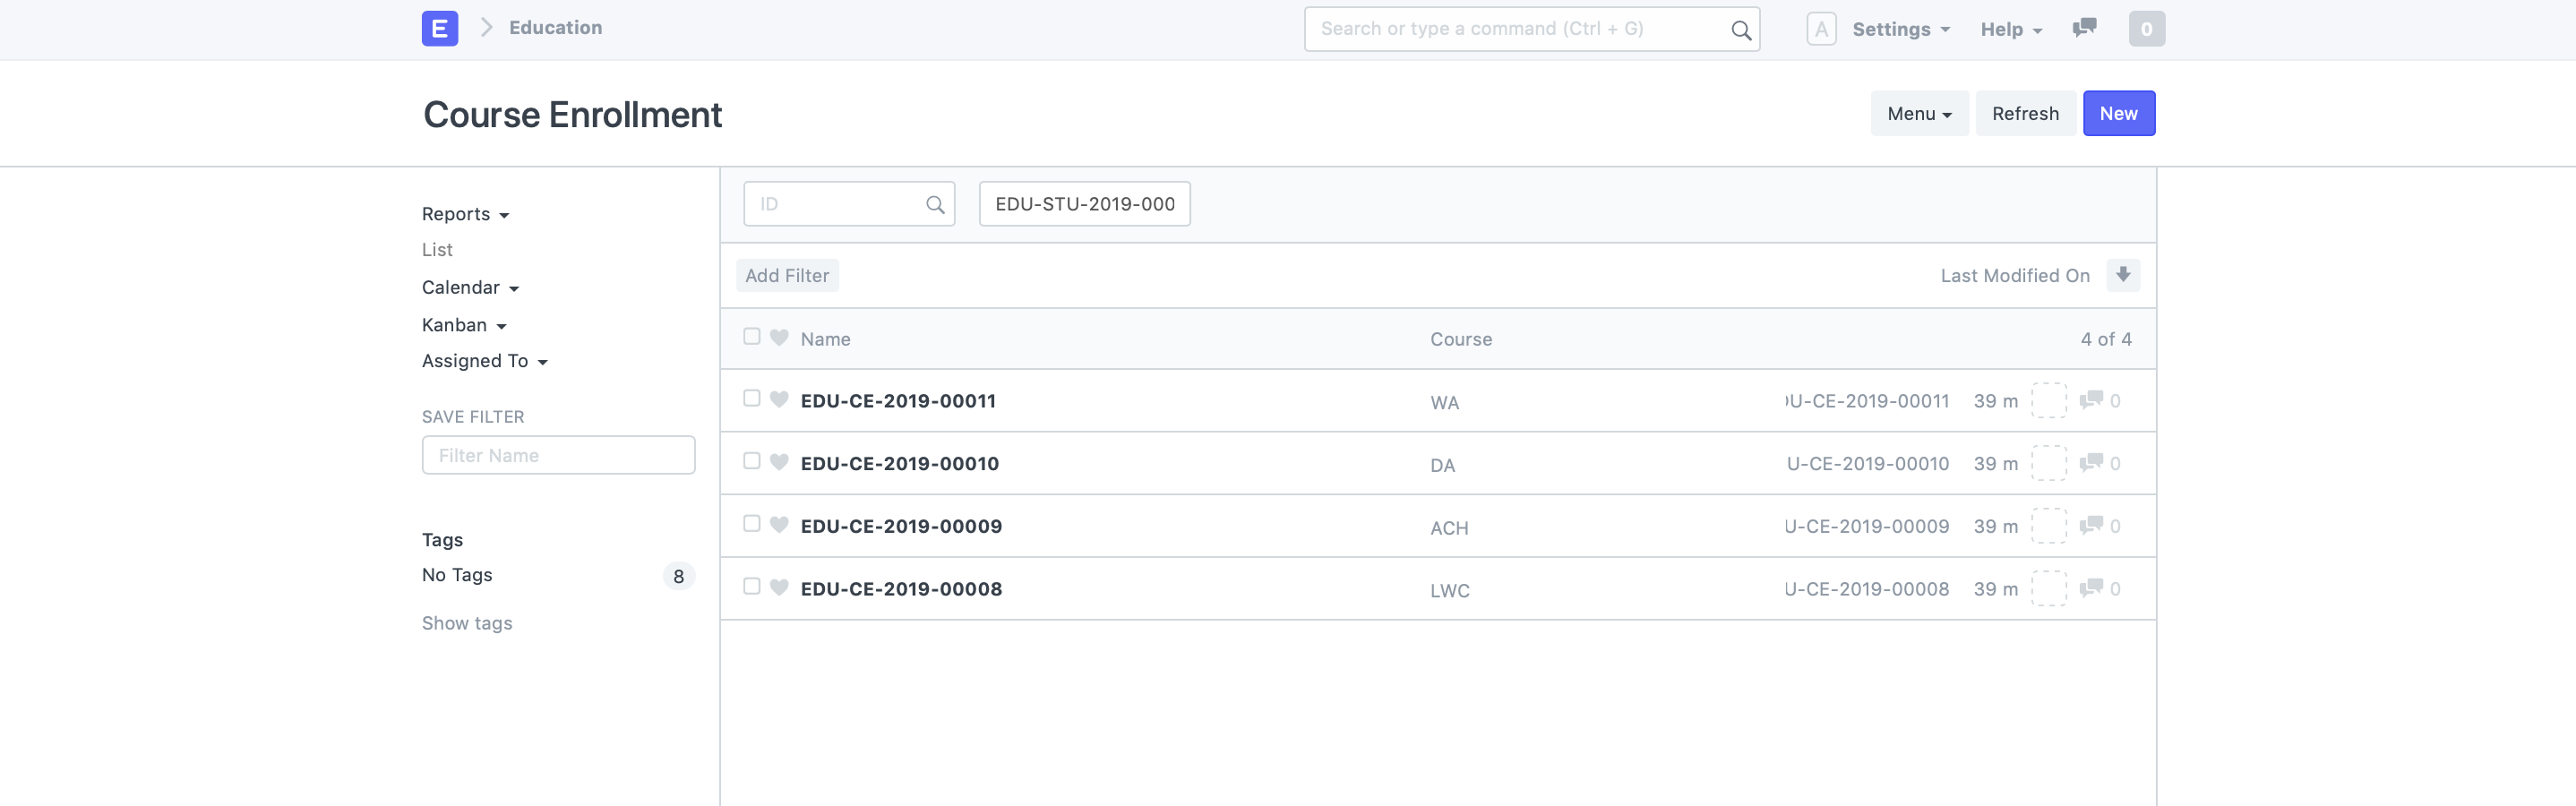 E Education Search or type a command (Ctrl + G) A Settings Help 0
Course Enrollment Menu Refresh New
Reports
List
Calendar
Kanban
Assigned To
SAVE FILTER
Filter Name
Tags
No Tags 8
Show tags
ID EDU-STU-2019-000
Add Filter Last Modified On
Name Course 4 of 4
EDU-CE-2019-00011 WA U-CE-2019-00011 39 m 0
EDU-CE-2019-00010 DA U-CE-2019-00010 39 m 0
EDU-CE-2019-00009 ACH U-CE-2019-00009 39 m 0
EDU-CE-2019-00008 LWC U-CE-2019-00008 39 m 0